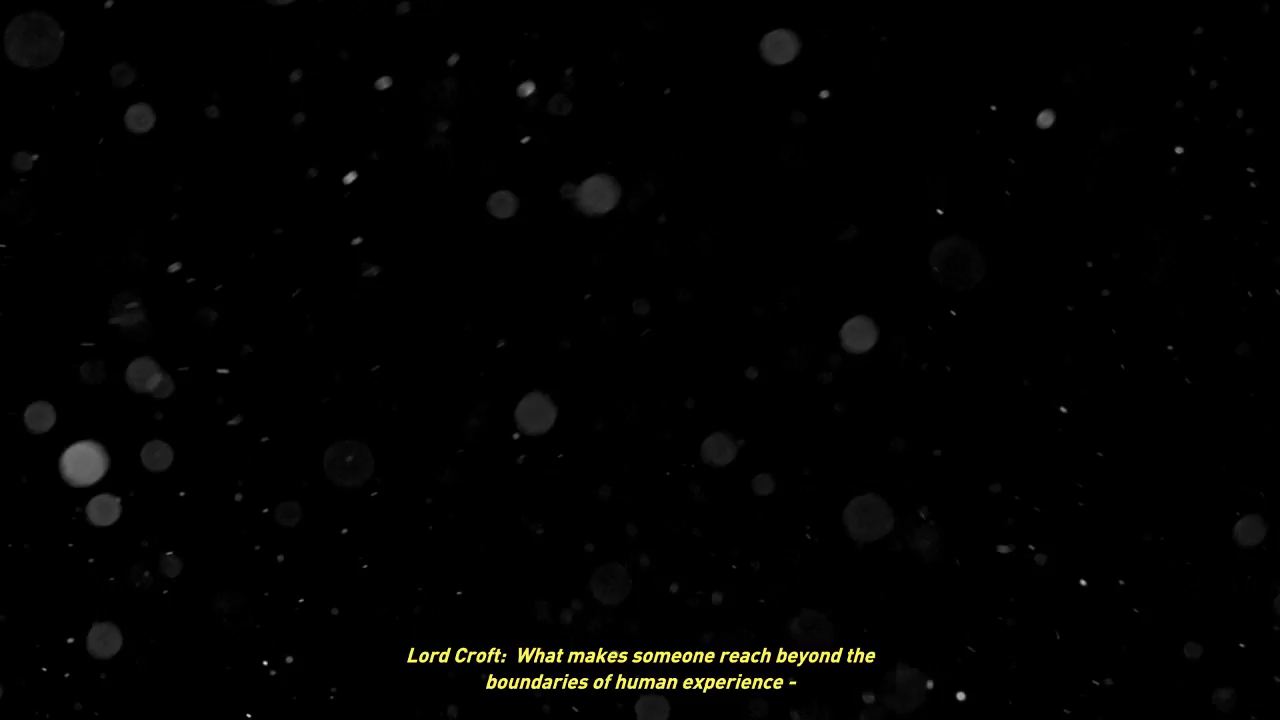 Lord Croft:  What makes someone reach beyond the
boundaries of human experience -